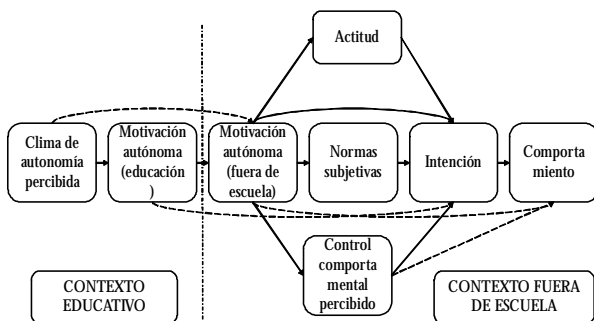 Actitud
Clima de
autonomía
percibida
Motivación
autónoma
(educación
)
Motivación
autónoma
(fuera de
escuela)
Normas
subjetivas
Intención
Comporta
miento
Control
comporta
mental
percibido
CONTEXTO
EDUCATIVO
CONTEXTO FUERA
DE ESCUELA